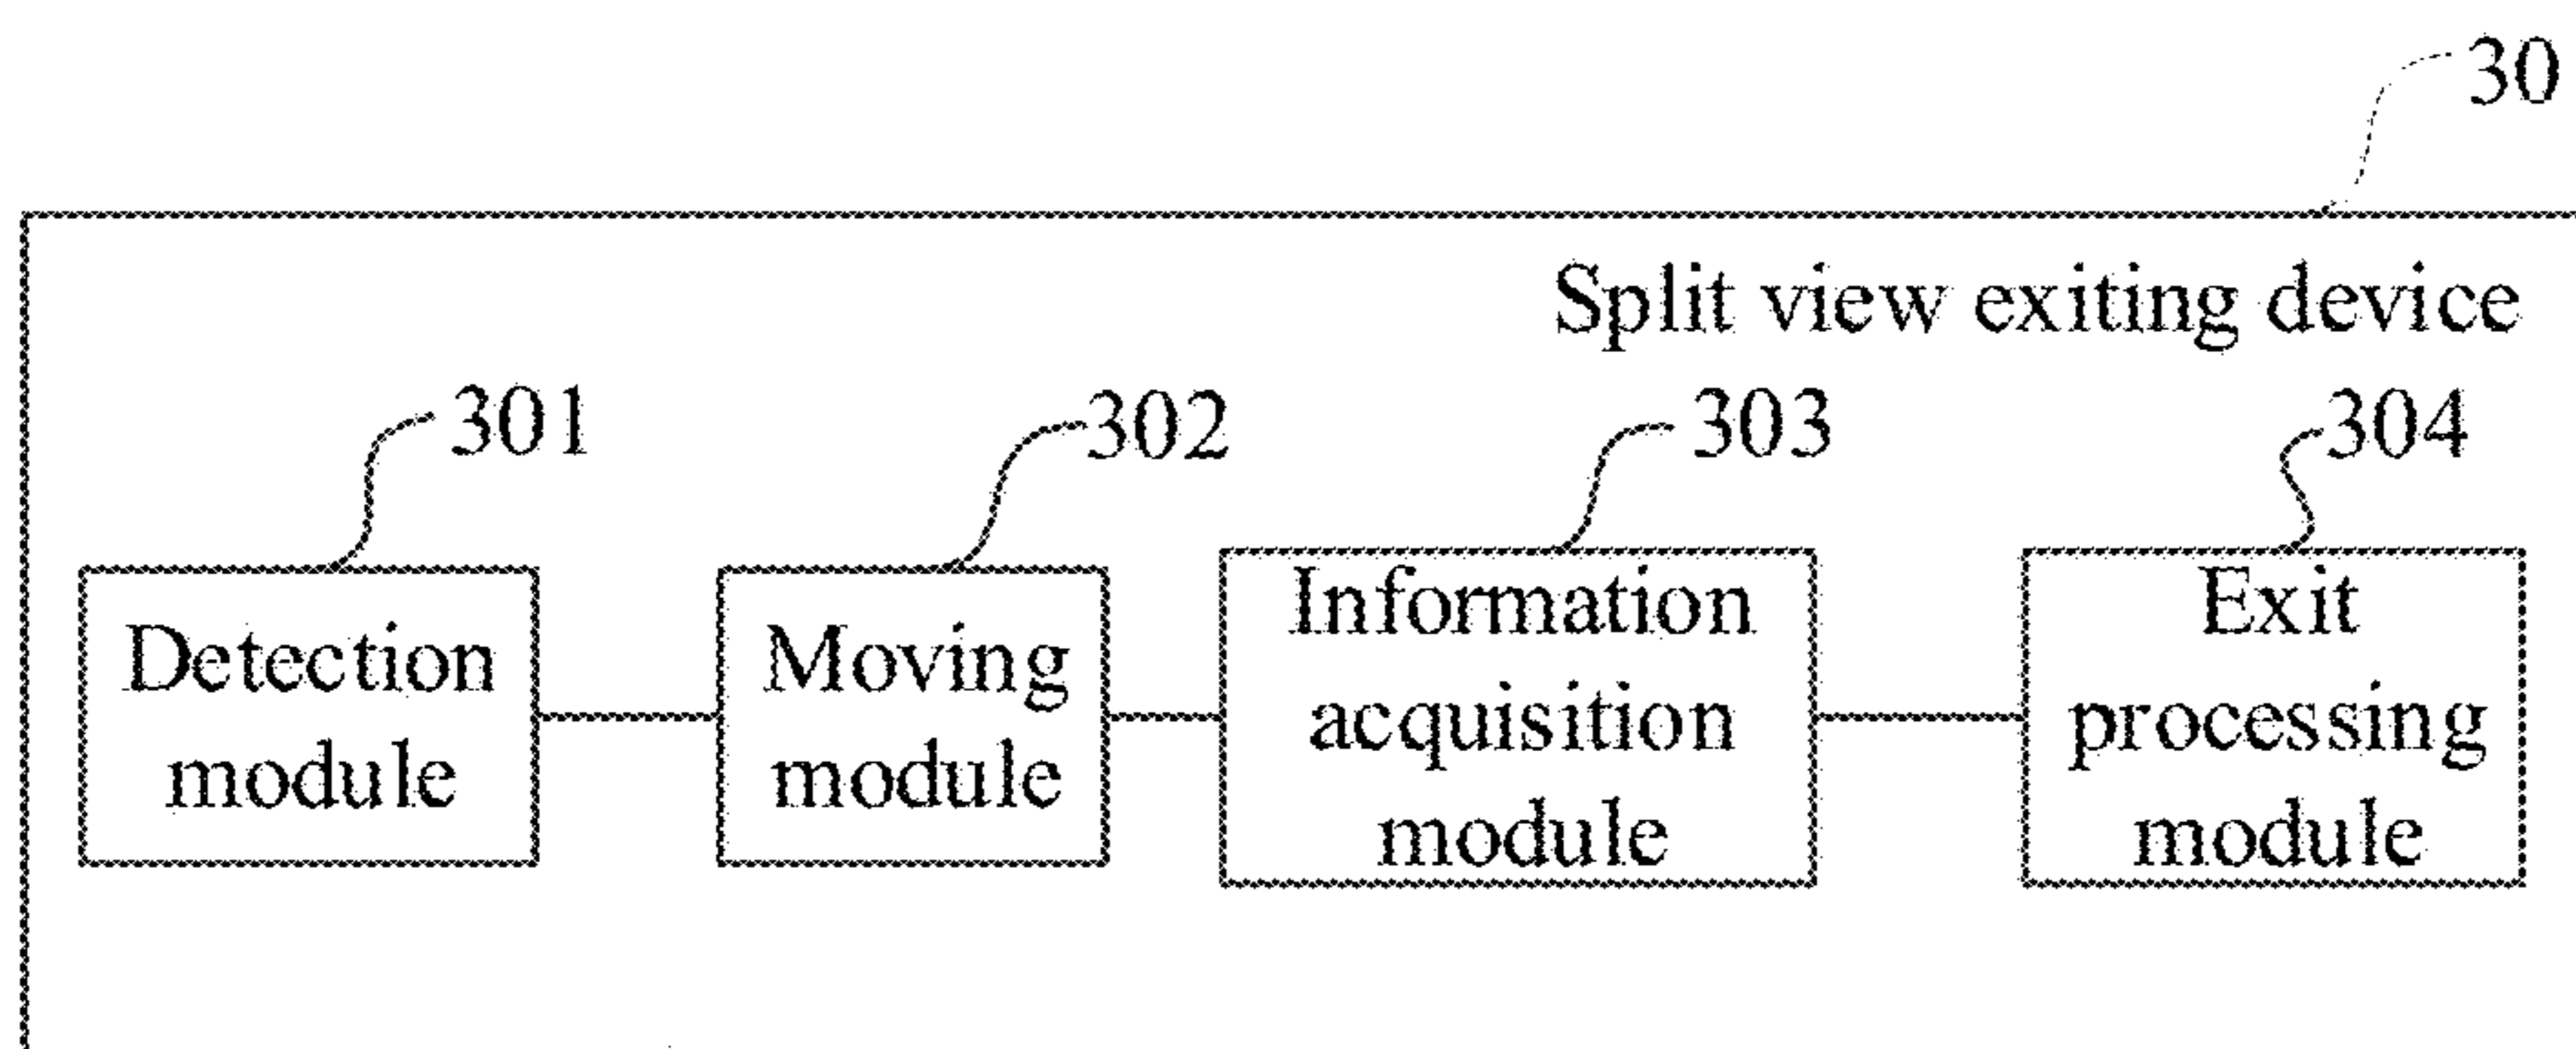 30
Split view exiting device
301
302
303
304
Detection
module
Moving
module
Information
acquisition
module
Exit
processing
module